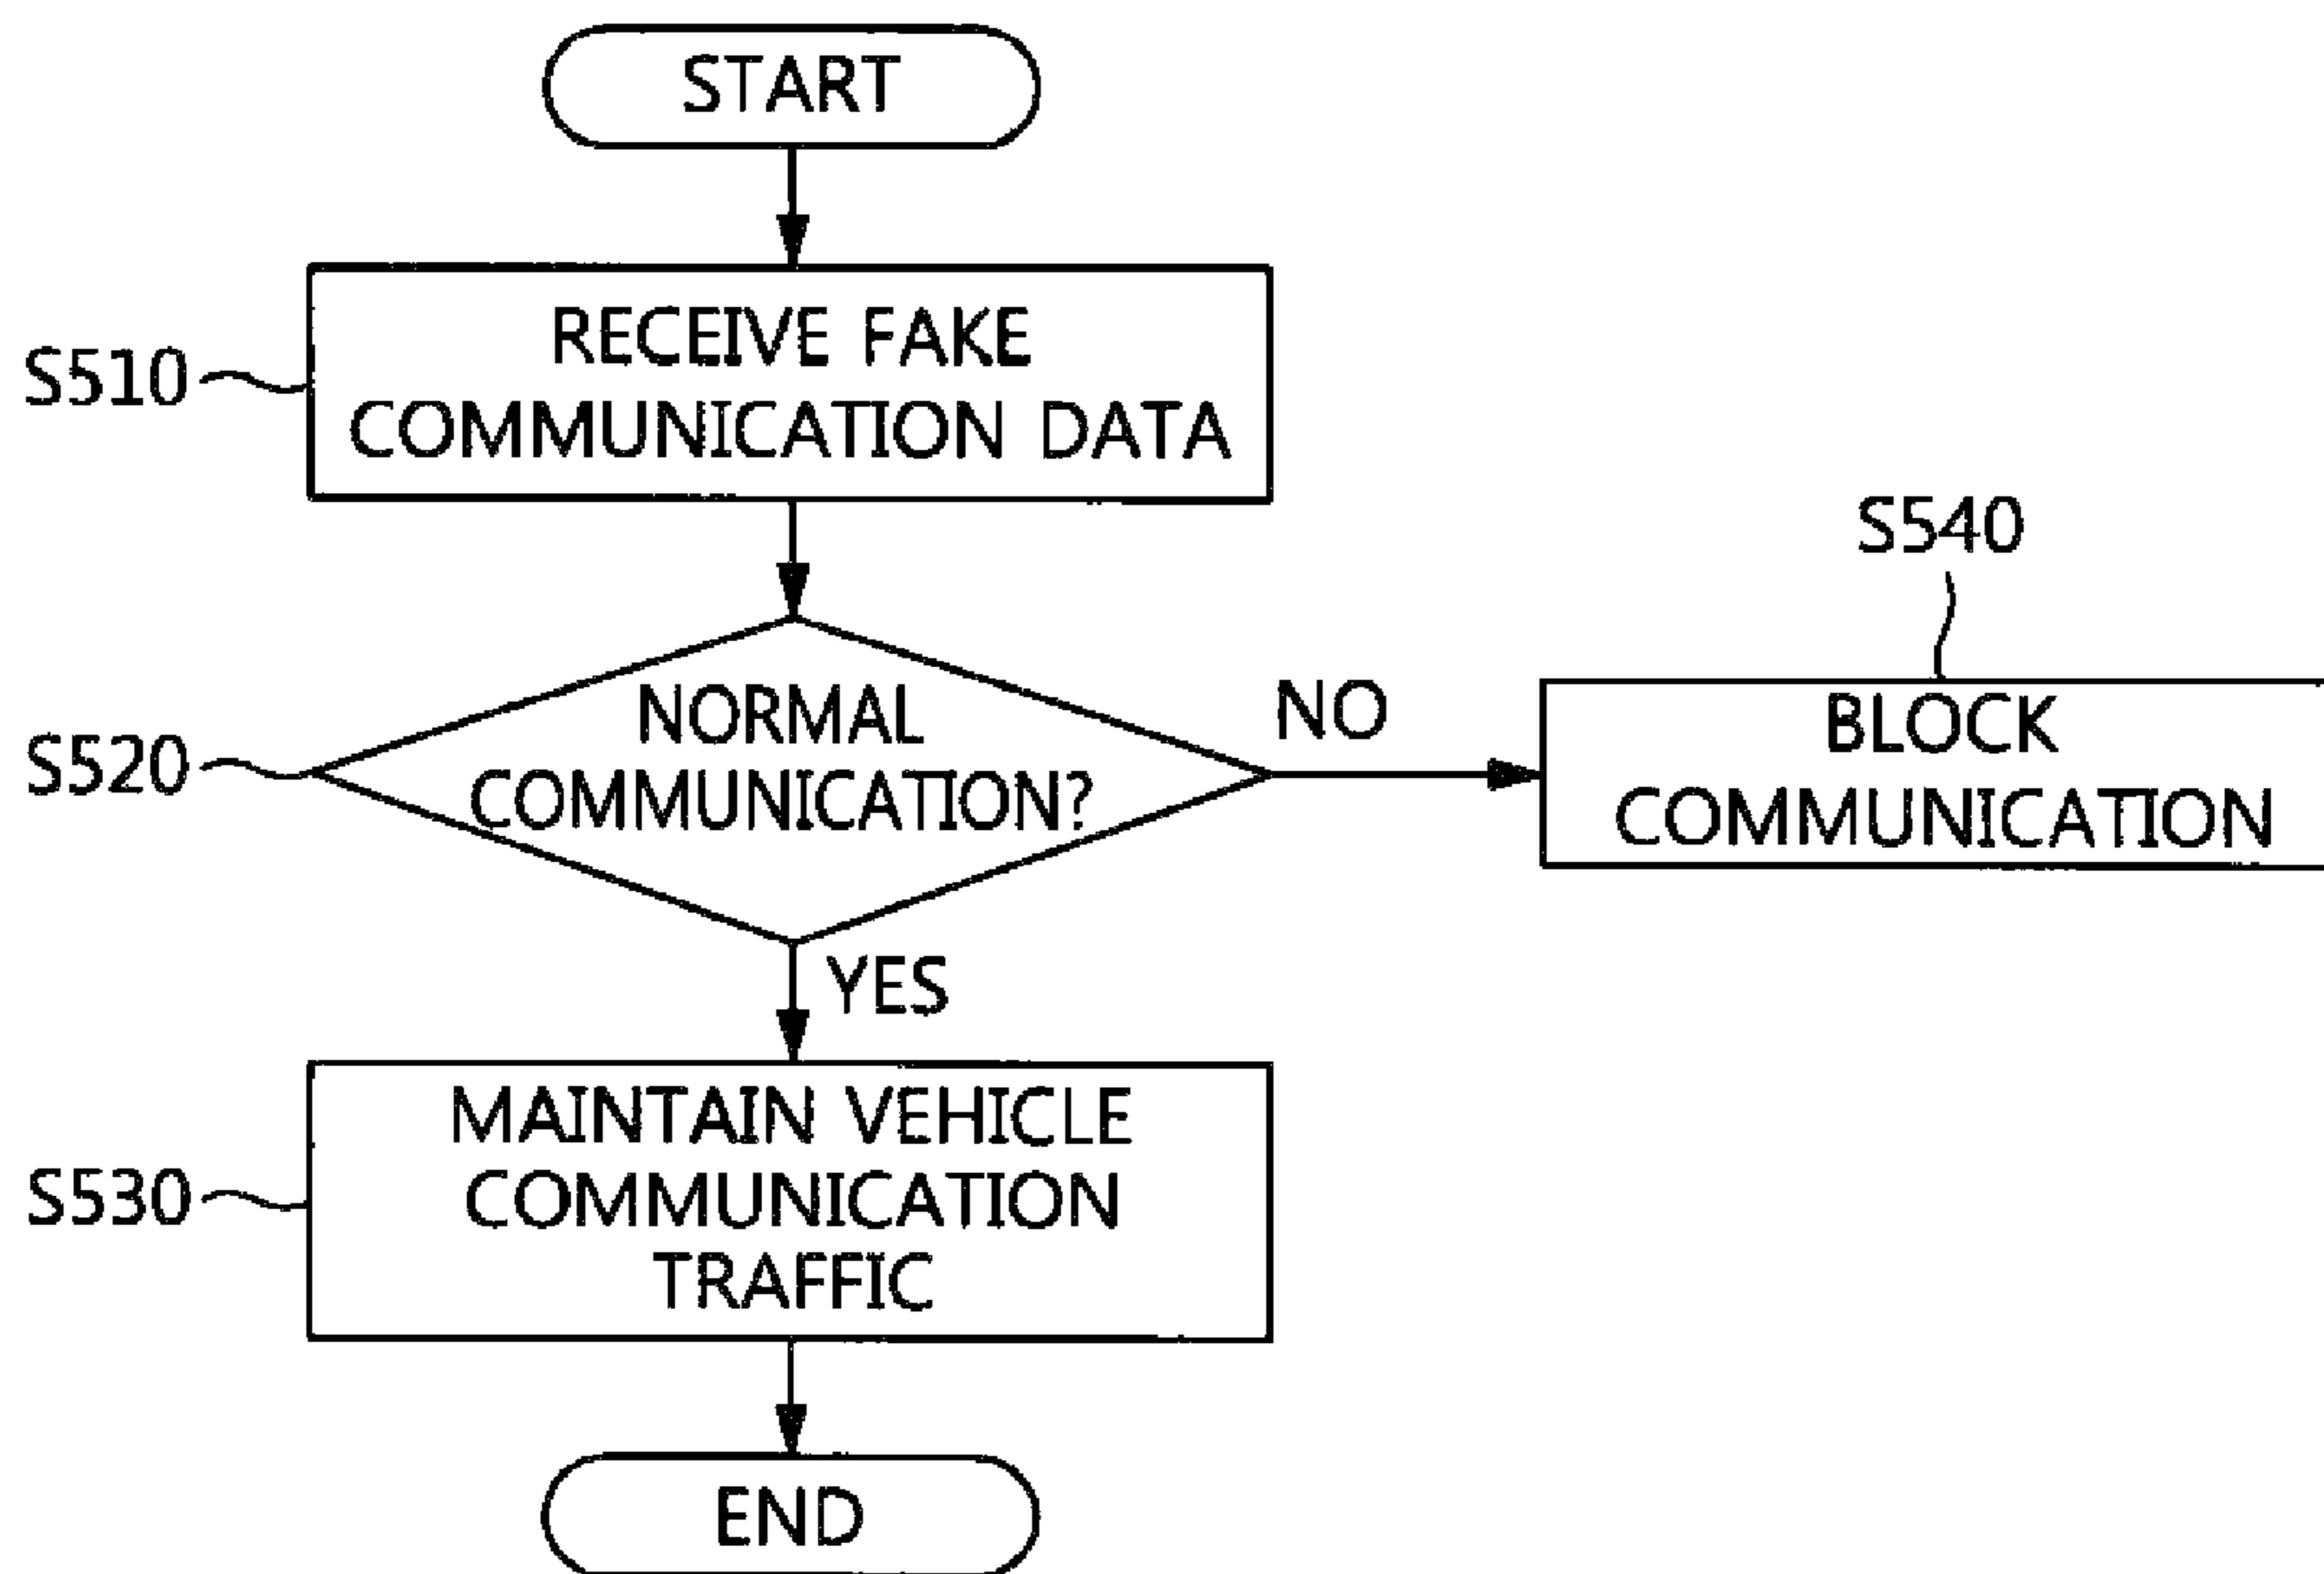 START
RECEIVE FAKE
COMMUNICATION DATA
S510
S540
NORMAL
COMMUNICATION?
S520
NO
BLOCK
COMMUNICATION
YES
MAINTAIN VEHICLE
COMMUNICATION
TRAFFIC
S530
END